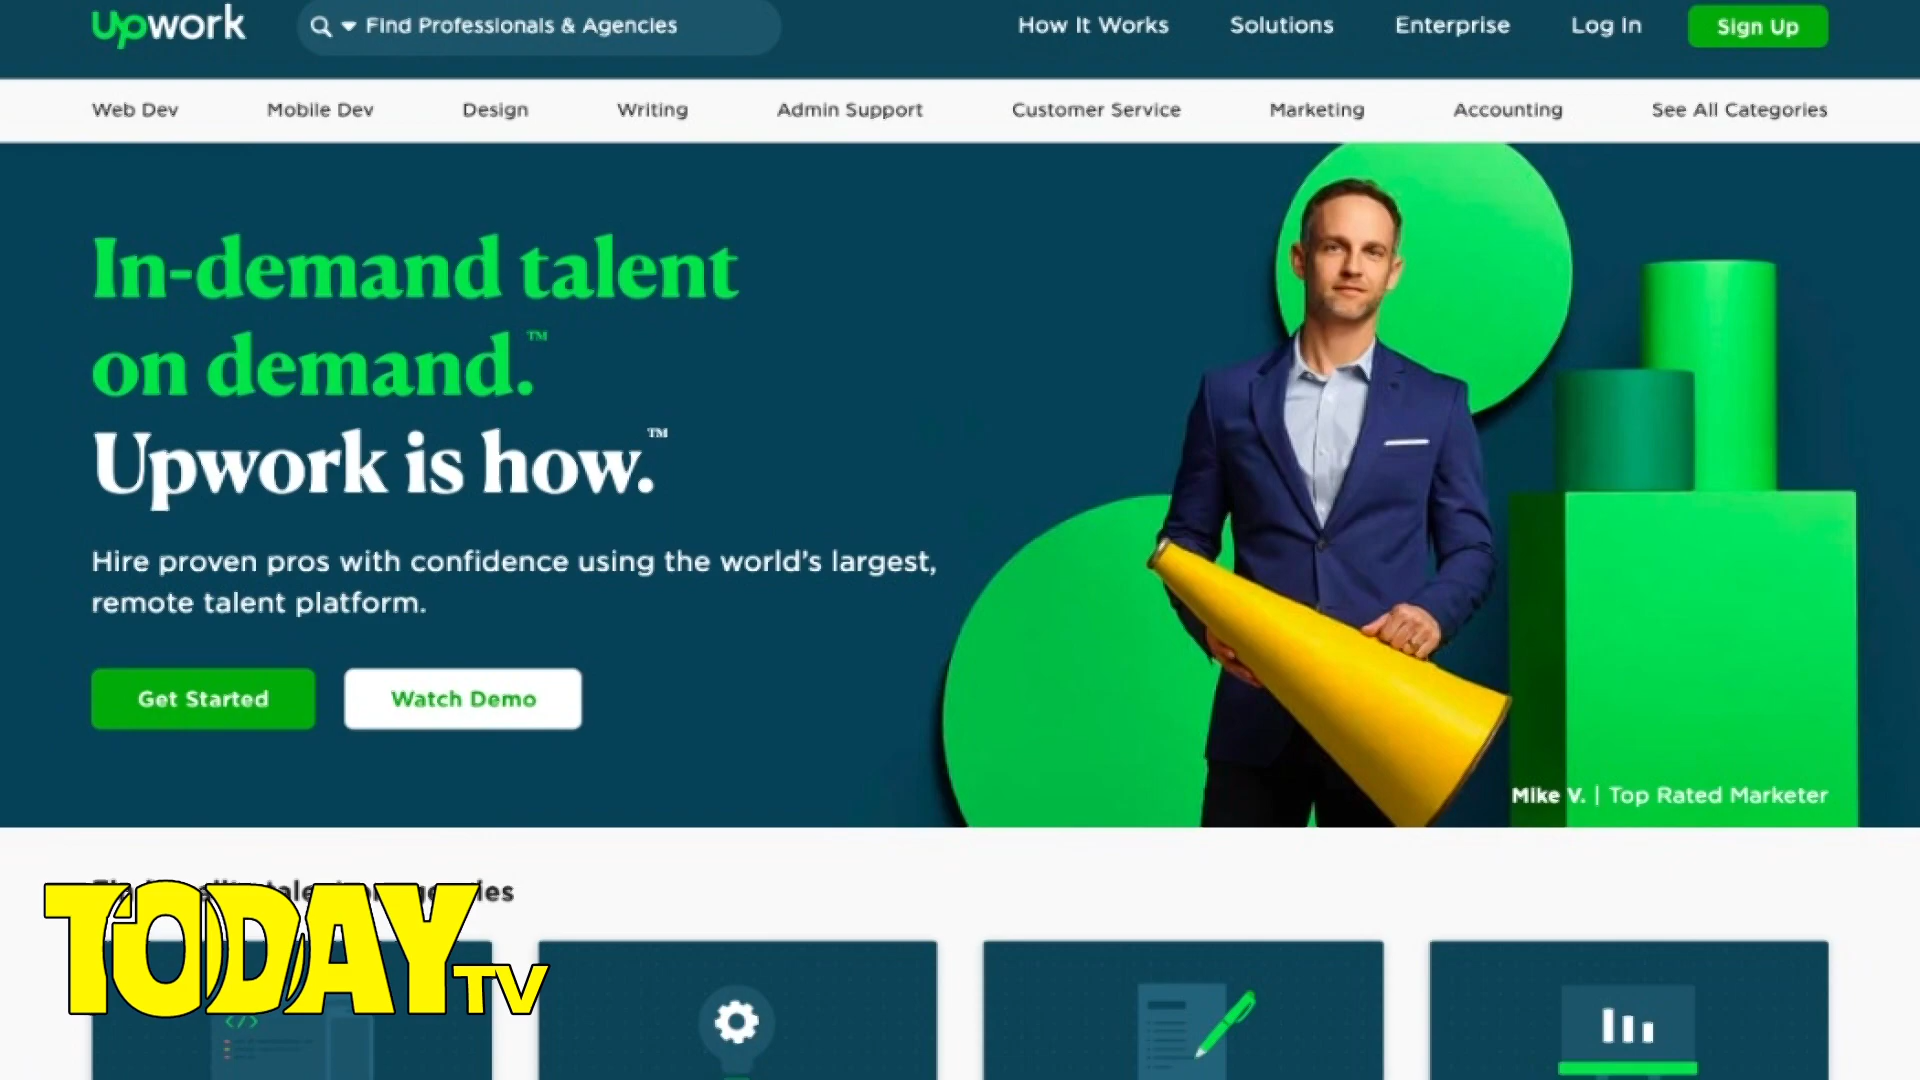 Upwork
Find Professionals & Agencies
How It Works
Solutions
Enterprise
Log In
Sign Up
Web Dev
Mobile Dev
Design
Writing
Admin Support
Customer Service
Marketing
Accounting
See All Categories
In-demand talent
on demand.™
Upwork is how.™
Hire proven pros with confidence using the world's largest,
remote talent platform.
Get Started
Watch Demo
Mike V. | Top Rated Marketer
TODAY TV